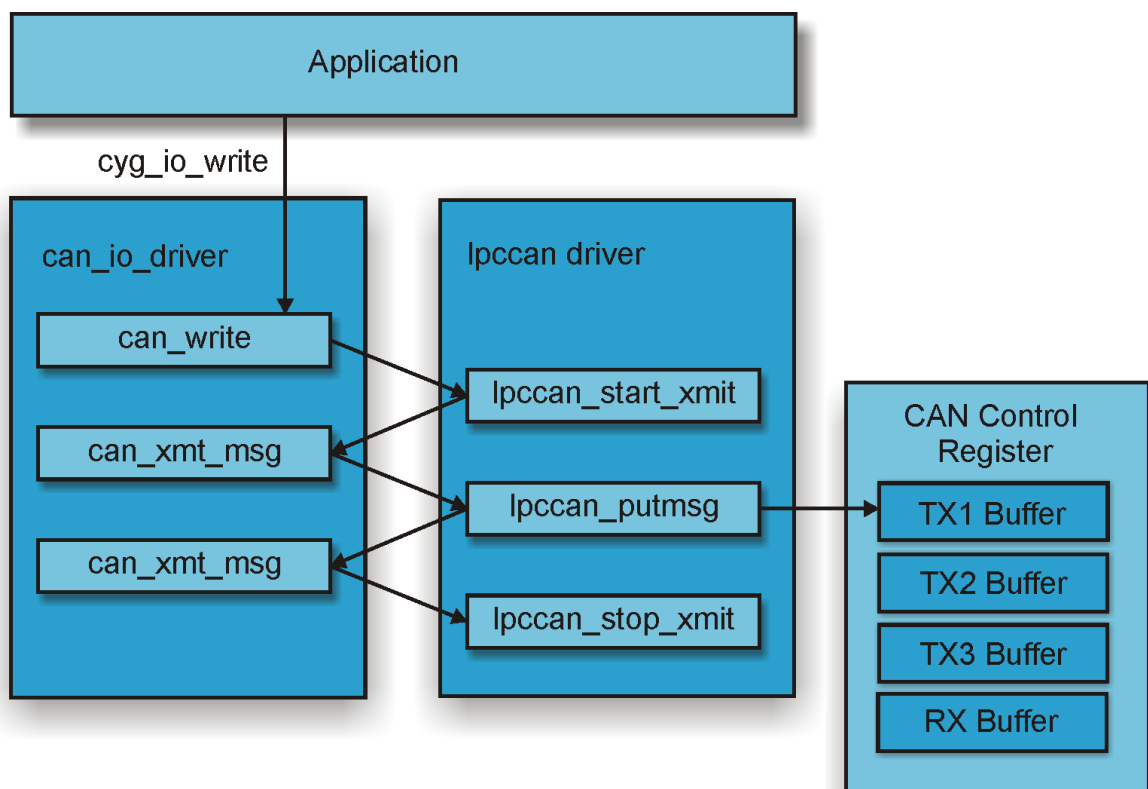 Application
cyg_io_write
can_io_driver
can_write
can_xmt_msg
can_xmt_msg
lpccan driver
lpccan_start_xmit
lpccan_putmsg
lpccan_stop_xmit
CAN Control
Register
TX1 Buffer
TX2 Buffer
TX3 Buffer
RX Buffer